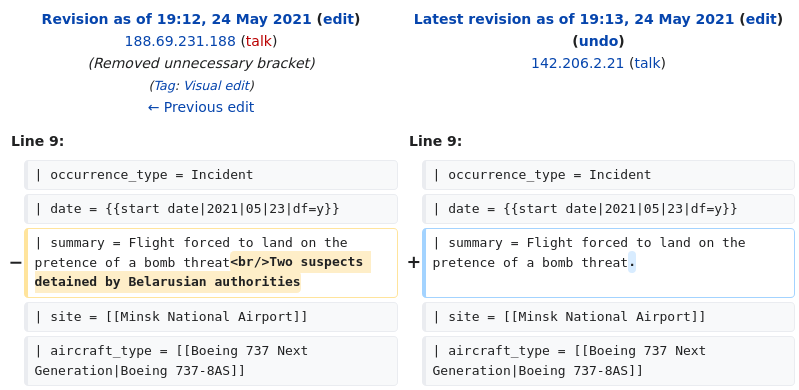 Revision as of 19:12, 24 May 2021 (edit)
188.69.231.188 (talk)
(Removed unnecessary bracket)
(Tag: Visual edit)
← Previous edit
Latest revision as of 19:13, 24 May 2021 (edit)
(undo)
142.206.2.21 (talk)
Line 9:
Line 9:
| occurrence_type = Incident
| occurrence_type = Incident
| date = {{start date|2021|05|23|df=y}}
| date = {{start date|2021|05|23|df=y}}
− | summary = Flight forced to land on the
pretence of a bomb threat<br/>Two suspects
detained by Belarusian authorities
+ | summary = Flight forced to land on the
pretence of a bomb threat.
| site = [[Minsk National Airport]]
| site = [[Minsk National Airport]]
| aircraft_type = [[Boeing 737 Next
Generation|Boeing 737-8AS]]
| aircraft_type = [[Boeing 737 Next
Generation|Boeing 737-8AS]]